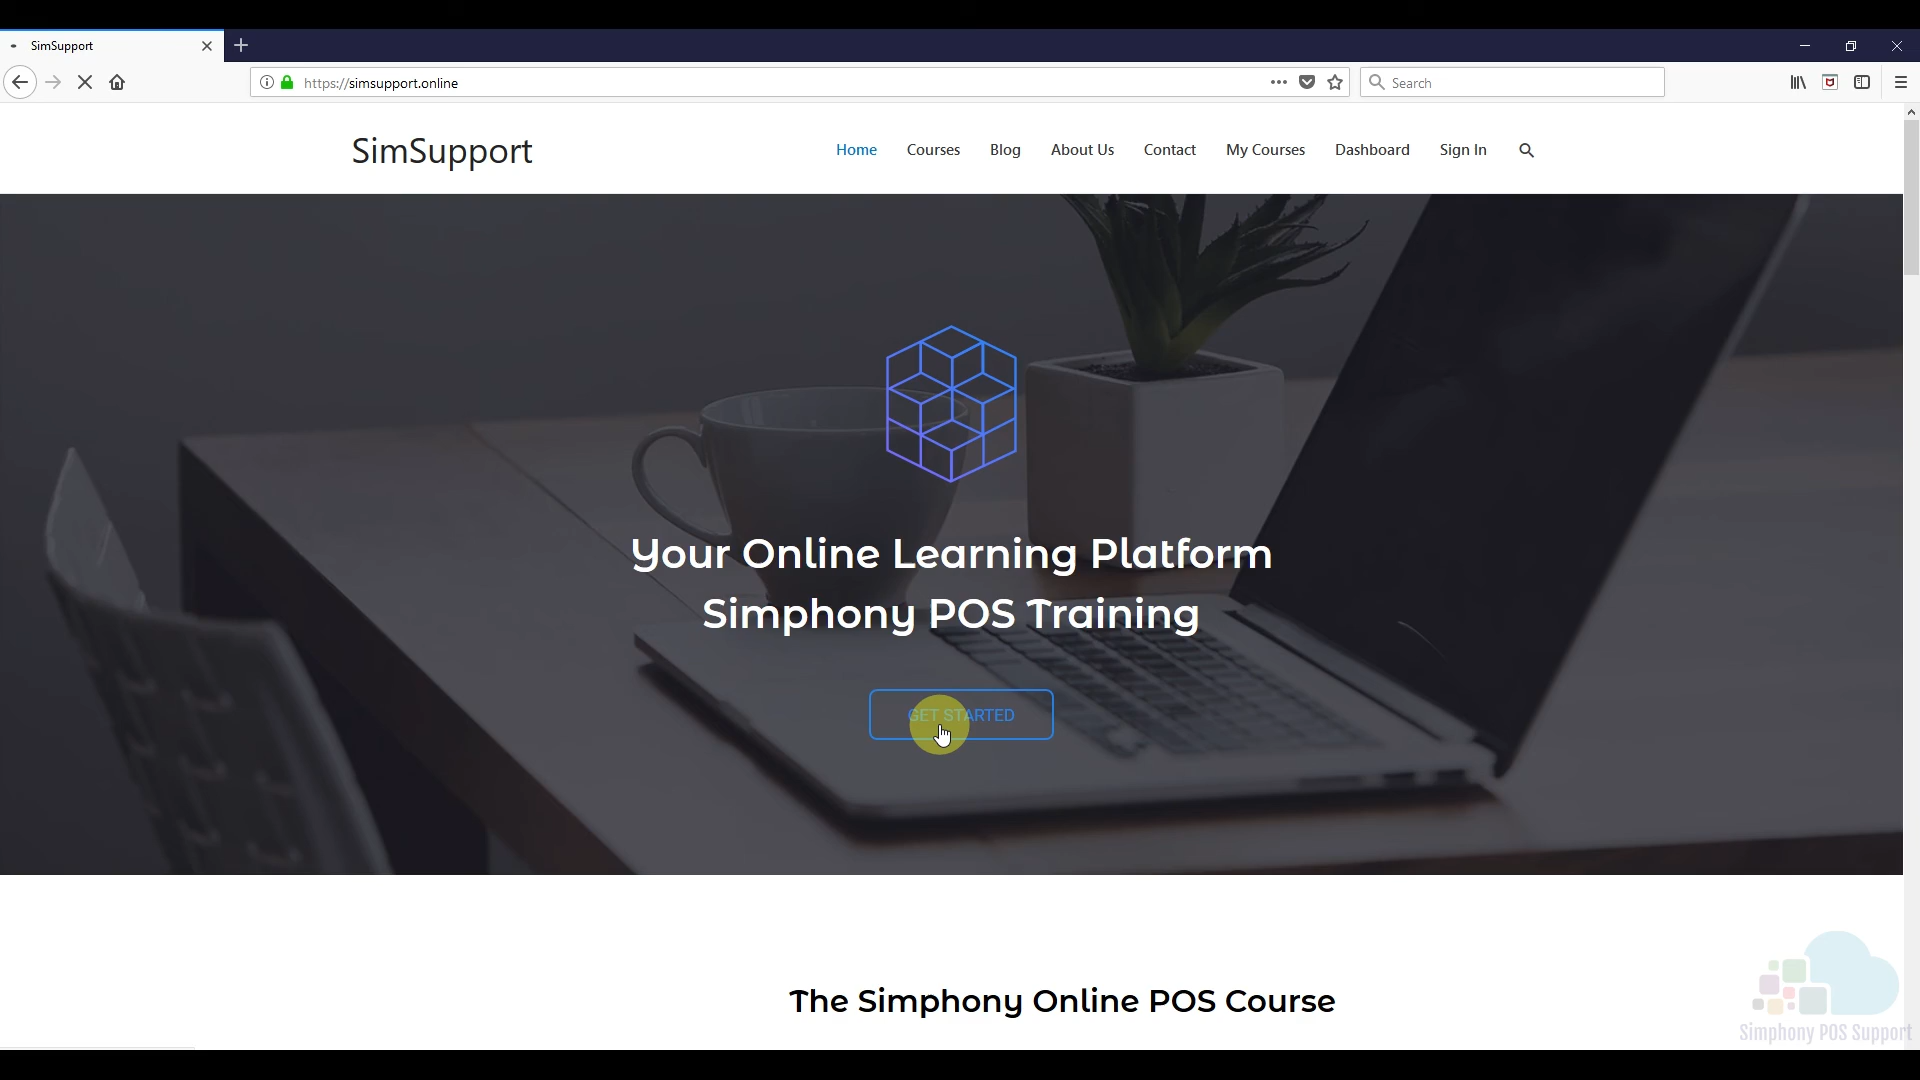 SimSupport
https://simsupport.online
Search
SimSupport
Home Courses Blog About Us Contact My Courses Dashboard Sign In
Your Online Learning Platform
Simphony POS Training
GET STARTED
The Simphony Online POS Course
Simphony POS Support